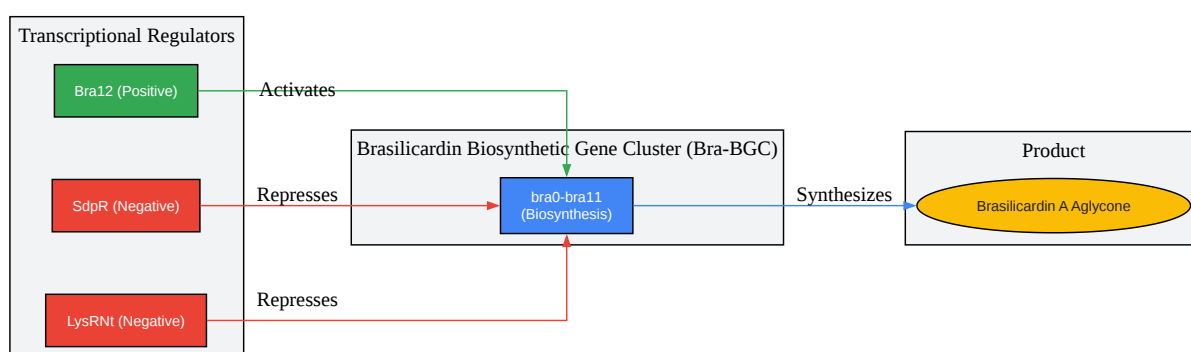 Transcriptional Regulators
Bra12 (Positive)
Activates
Brasilicardin Biosynthetic Gene Cluster (Bra-BGC)
Product
SdpR (Negative)
Represses
bra0-bra11
(Biosynthesis)
Synthesizes
Brasilicardin A Aglycone
LysRNt (Negative)
Represses